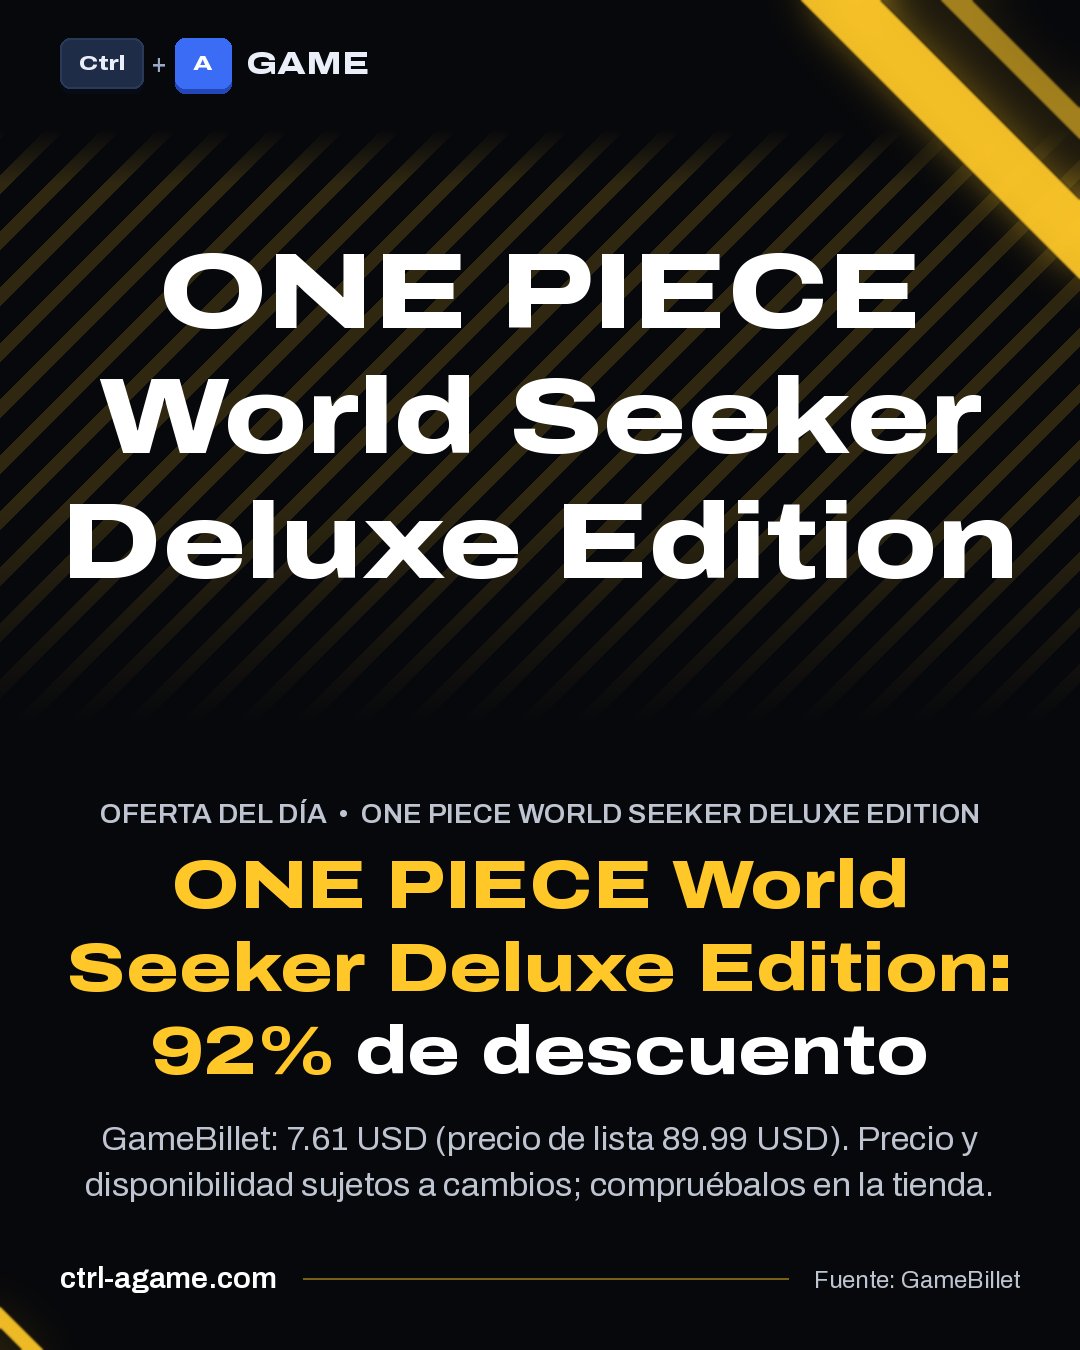 Ctrl + A GAME
ONE PIECE
World Seeker
Deluxe Edition
OFERTA DEL DÍA • ONE PIECE WORLD SEEKER DELUXE EDITION
ONE PIECE World
Seeker Deluxe Edition:
92% de descuento
GameBillet: 7.61 USD (precio de lista 89.99 USD). Precio y
disponibilidad sujetos a cambios; compruébalos en la tienda.
ctrl-agame.com
Fuente: GameBillet